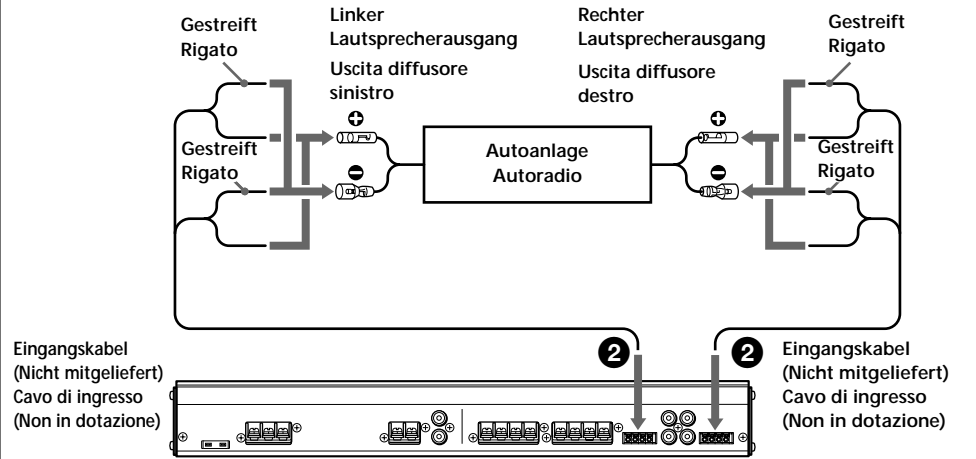 Gestreift
Rigato
Linker
Lautsprecherausgang
Uscita diffusore
sinistro
Rechter
Lautsprecherausgang
Uscita diffusore
destro
Gestreift
Rigato
Gestreift
Rigato
Autoanlage
Autoradio
Gestreift
Rigato
Eingangskabel
(Nicht mitgeliefert)
Cavo di ingresso
(Non in dotazione)
2
2
Eingangskabel
(Nicht mitgeliefert)
Cavo di ingresso
(Non in dotazione)